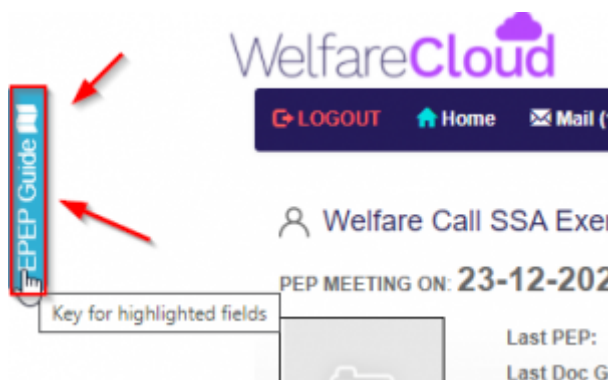 WelfareCloud
LOGOUT Home Mail (
EPEP Guide
Welfare Call SSA Exe
PEP MEETING ON: 23-12-202
Key for highlighted fields
Last PEP:
Last Doc G